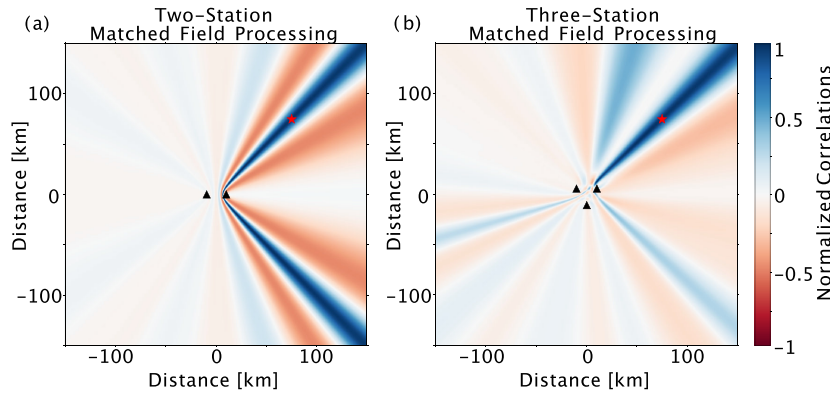 (a)
Two-Station
Matched Field Processing
Distance [km]
100
0
−100
−100
0
100
Distance [km]
(b)
Three-Station
Matched Field Processing
Distance [km]
100
0
−100
−100
0
100
Distance [km]
1
0.5
0
−0.5
−1
Normalized Correlations